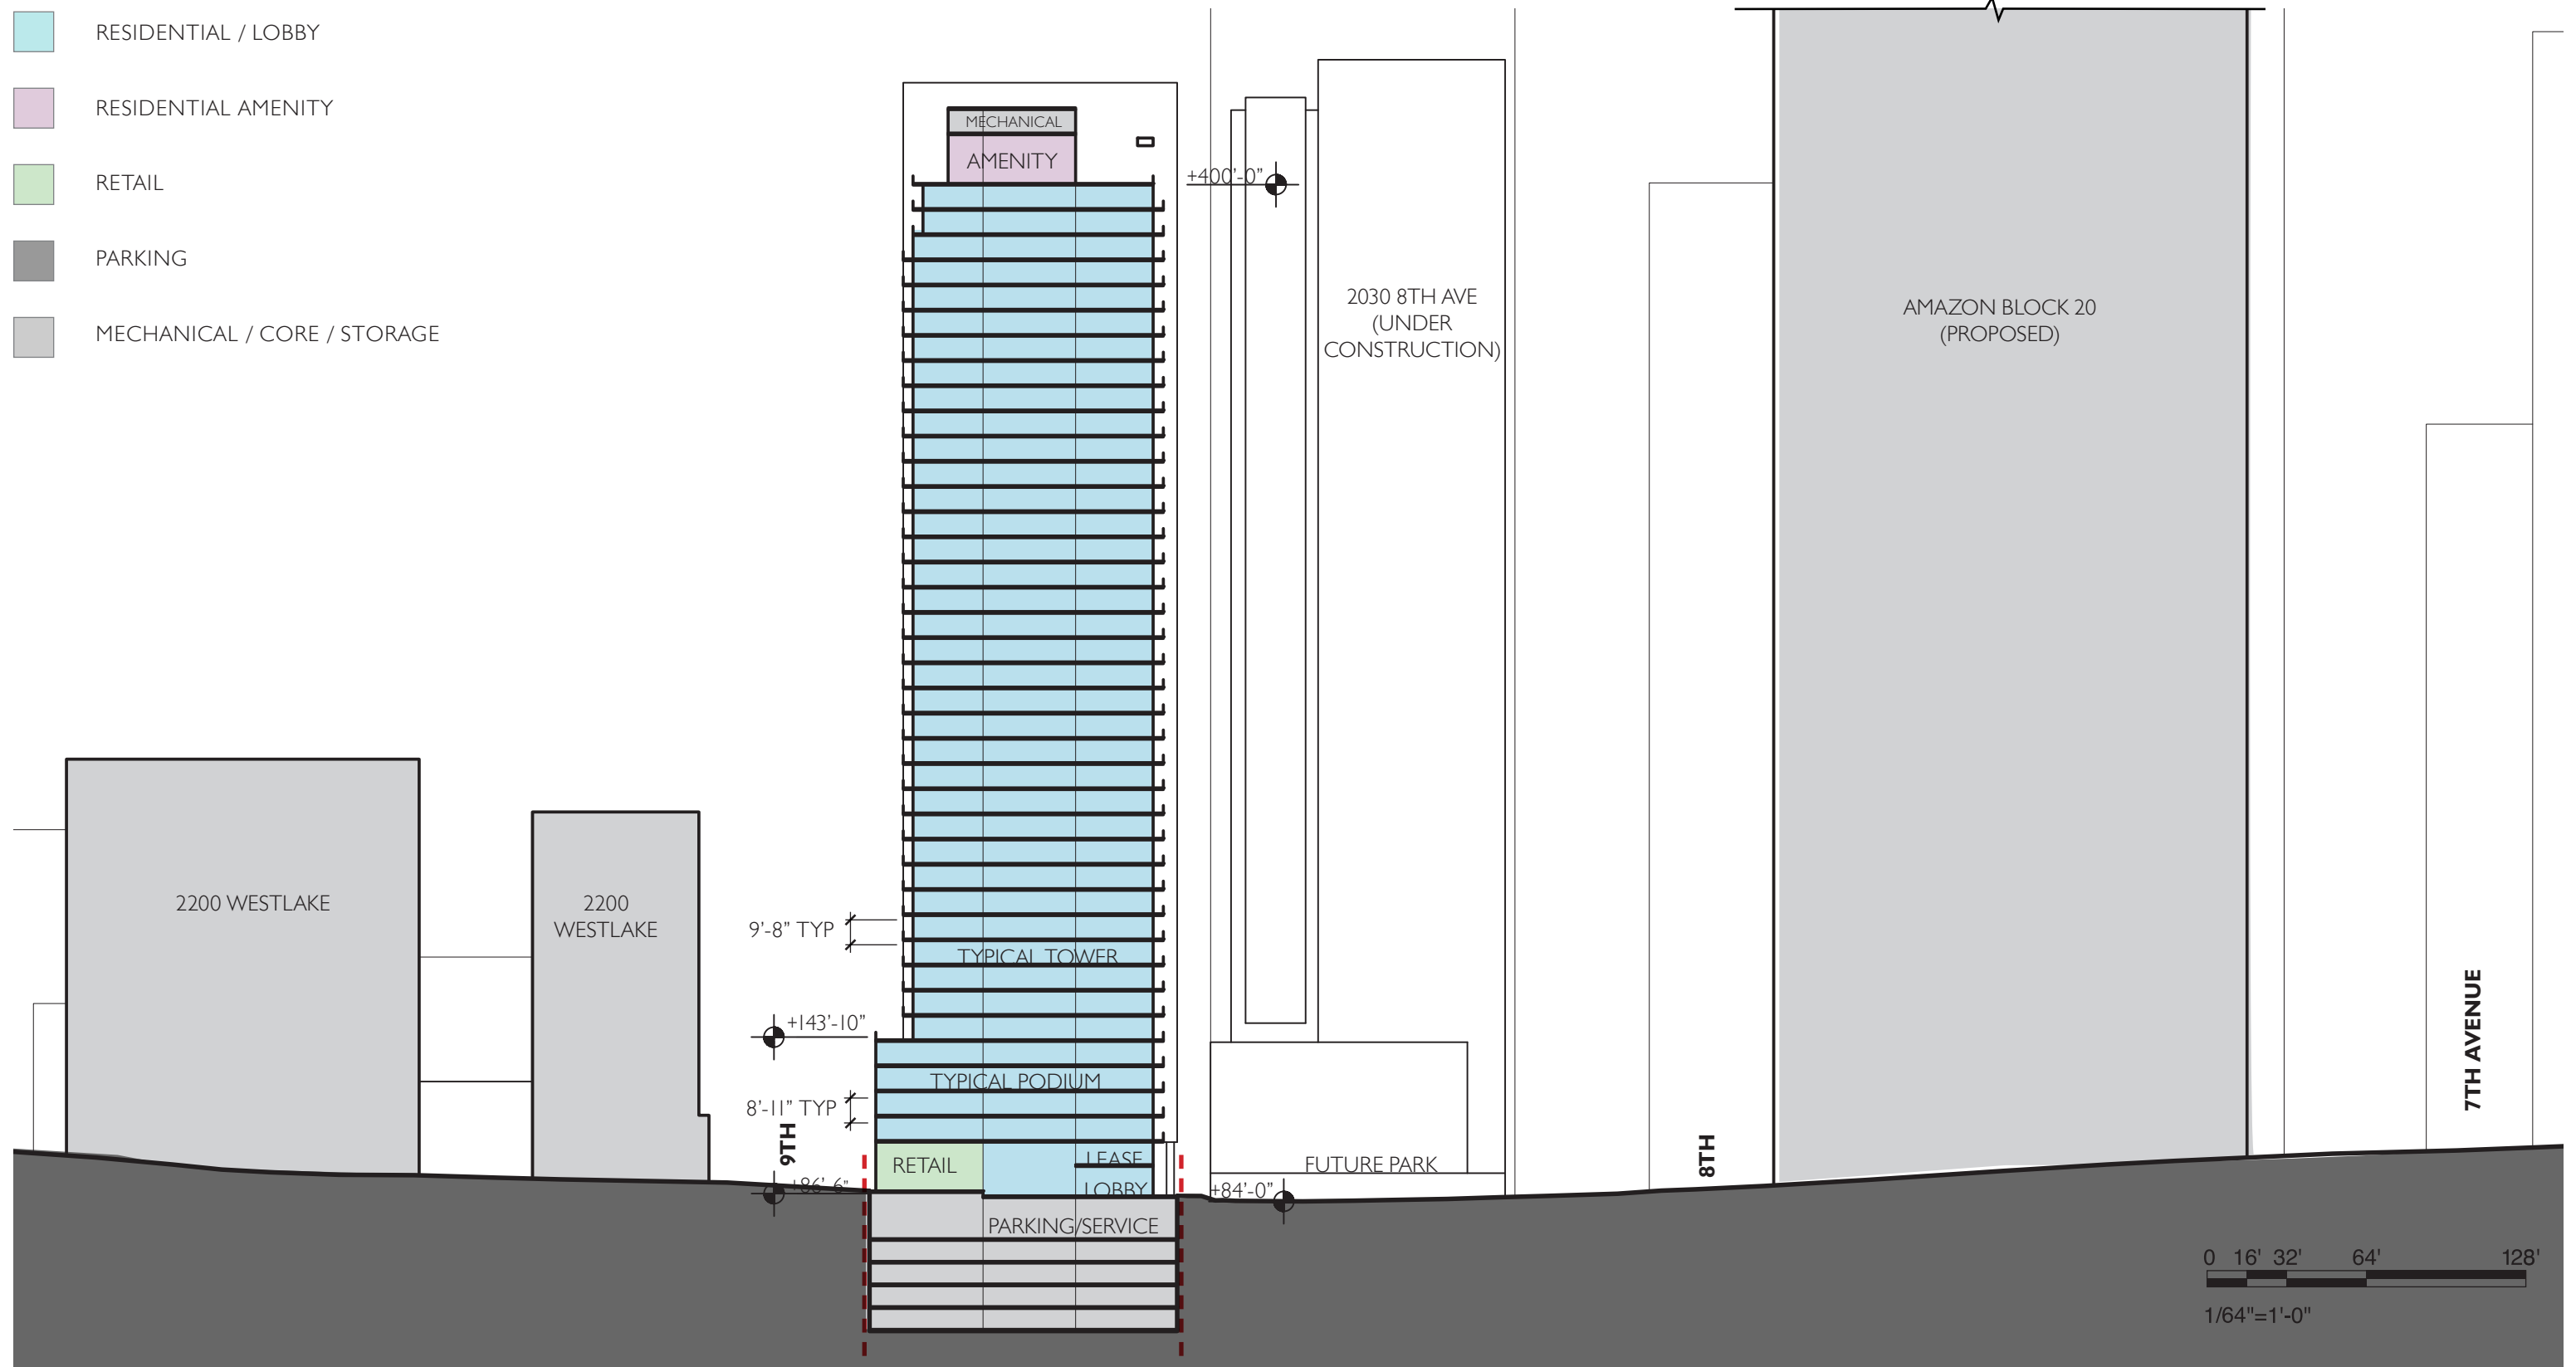 RESIDENTIAL / LOBBY
RESIDENTIAL AMENITY
RETAIL
PARKING
MECHANICAL / CORE / STORAGE
MECHANICAL
AMENITY
+400'-0"
2030 8TH AVE
(UNDER
CONSTRUCTION)
AMAZON BLOCK 20
(PROPOSED)
2200 WESTLAKE
2200
WESTLAKE
9'-8" TYP
TYPICAL TOWER
+143'-10"
TYPICAL PODIUM
8'-11" TYP
9TH
RETAIL
LEASE
LOBBY
+86'-6"
+84'-0"
FUTURE PARK
8TH
7TH AVENUE
PARKING/SERVICE
0 16' 32' 64' 128'
1/64"=1'-0"